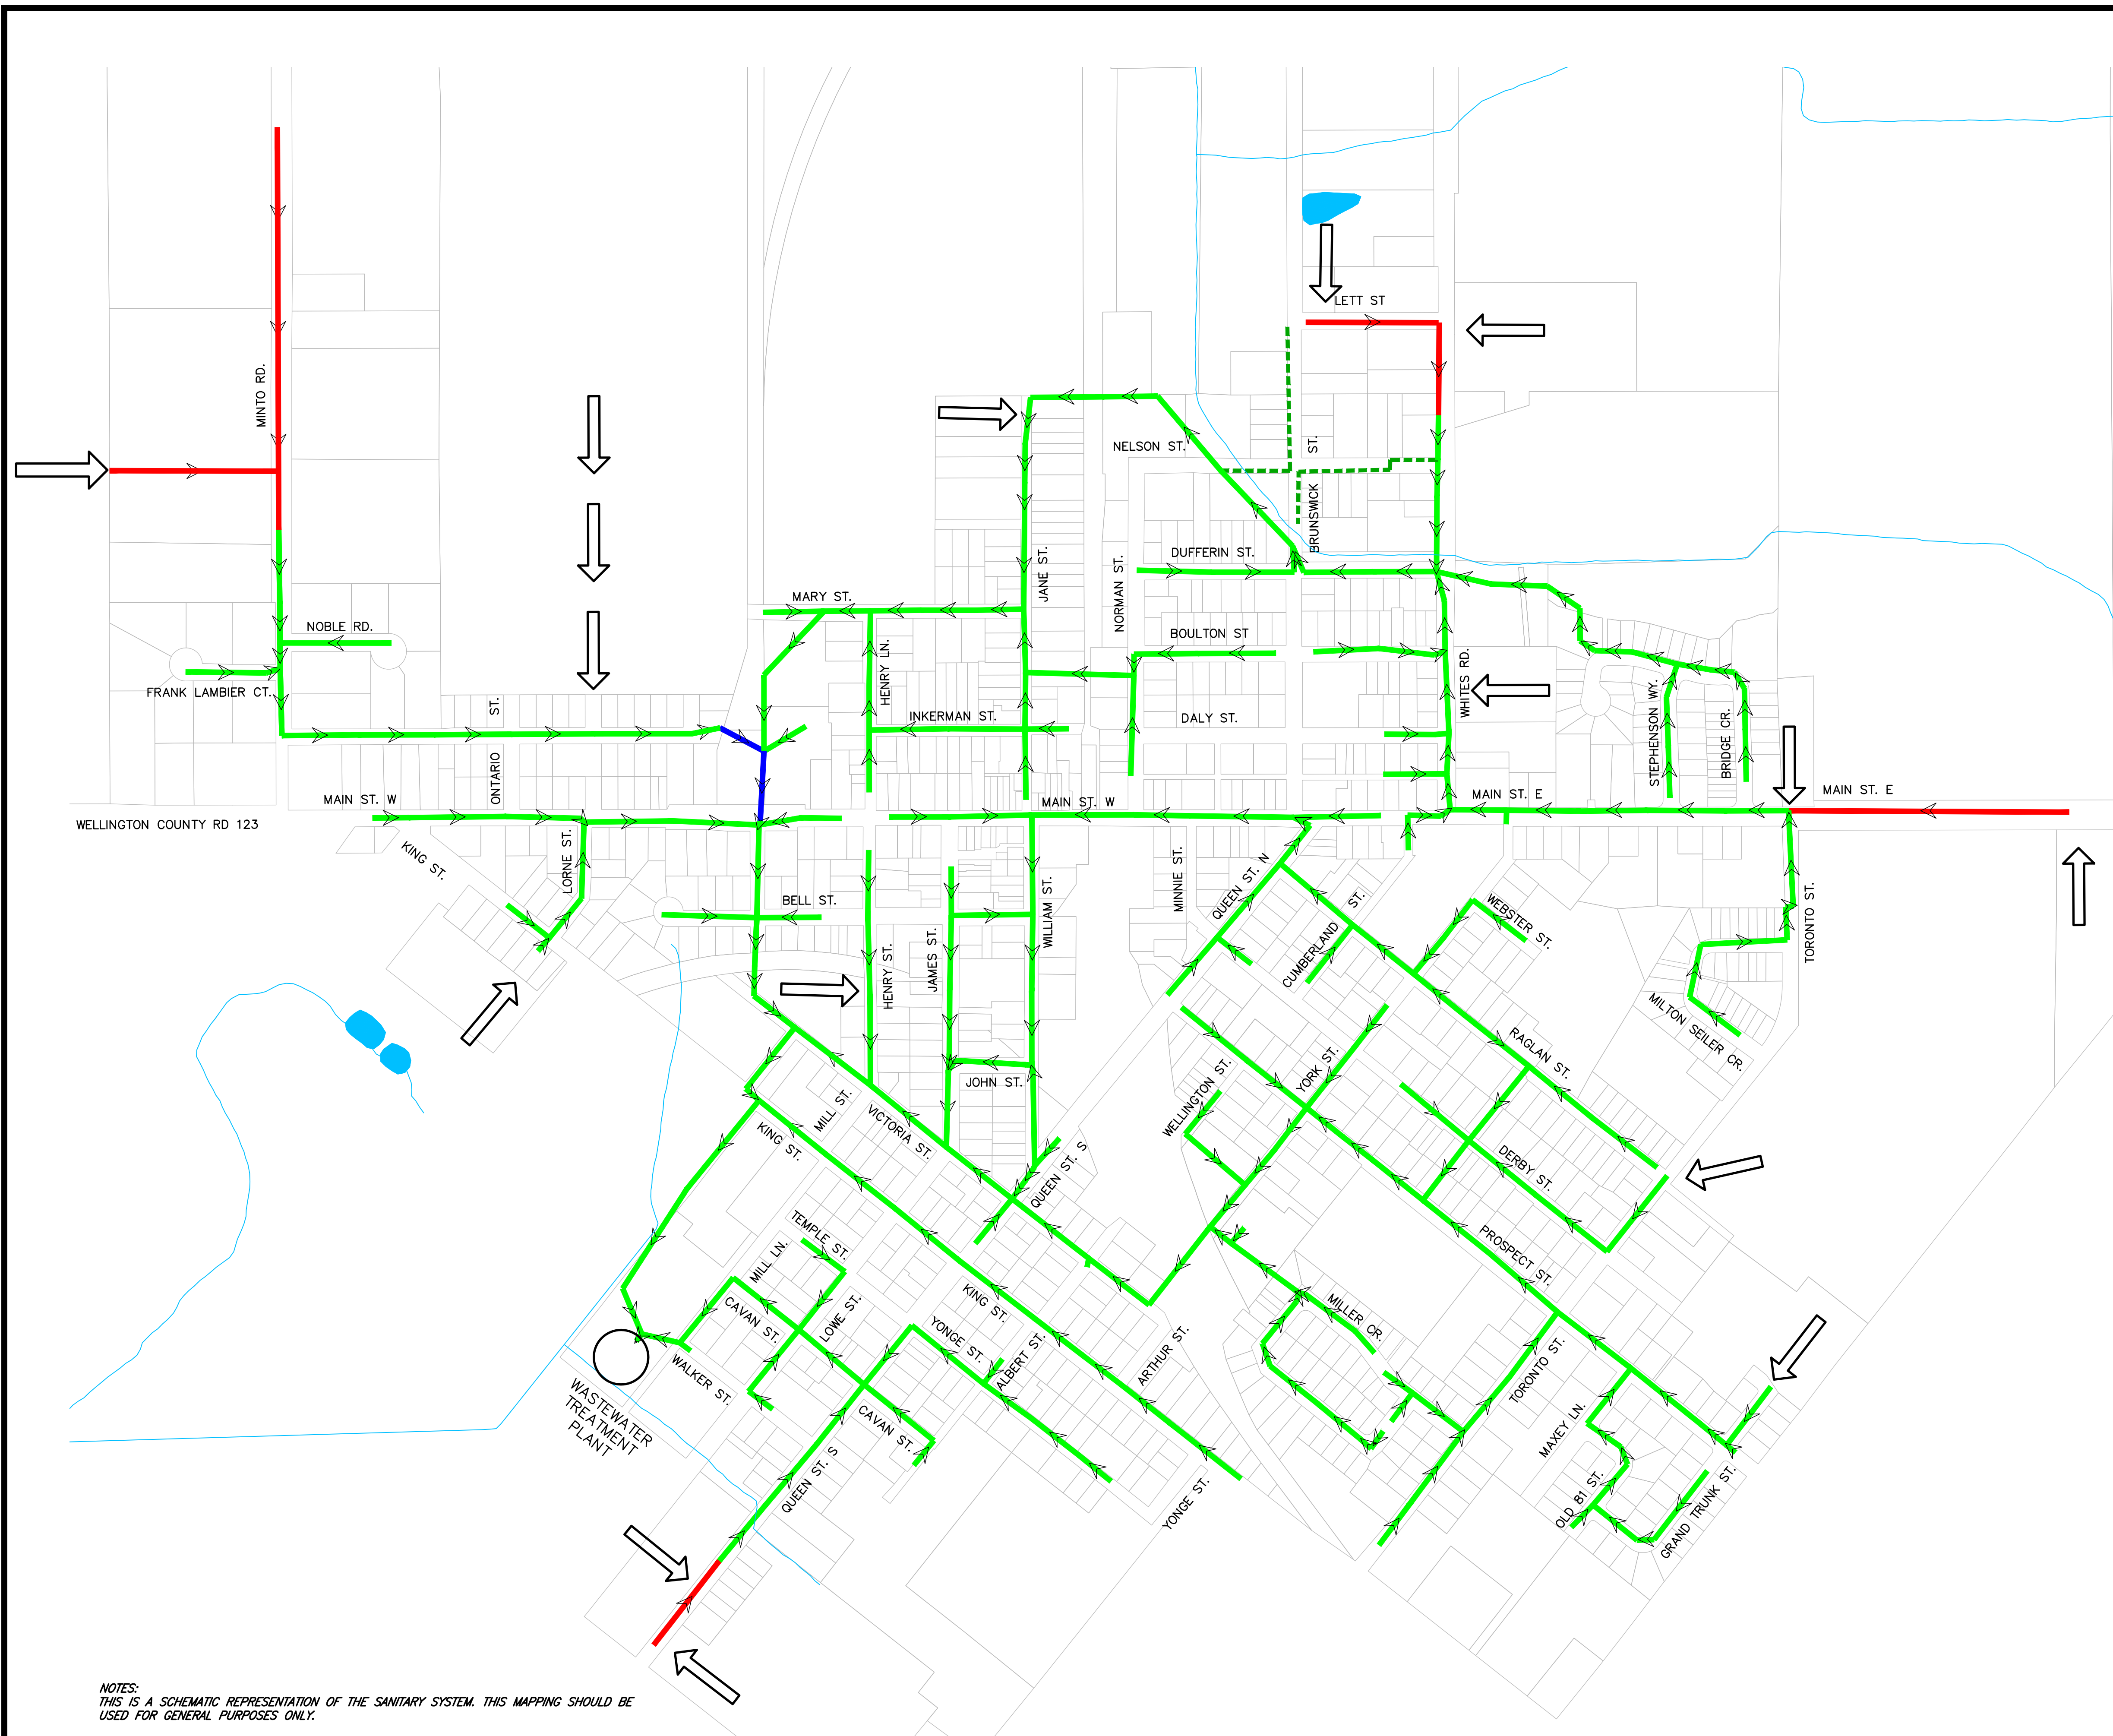 LETT ST
MINTO RD.
NELSON ST.
ST.
BRUNSWICK
DUFFERIN ST.
JANE ST.
NORMAN ST.
MARY ST.
NOBLE RD.
BOULTON ST
HENRY LN.
WHITES RD.
FRANK LAMBIER CT.
ST.
ONTARIO
INKERMAN ST.
DALY ST.
STEPHENSON WY.
BRIDGE CR.
MAIN ST. W
MAIN ST. W
MAIN ST. E
MAIN ST. E
WELLINGTON COUNTY RD 123
KING ST.
LORNE ST.
BELL ST.
WILLIAM ST.
MINNIE ST.
QUEEN ST. N
CUMBERLAND
ST.
WEBSTER ST.
TORONTO ST.
HENRY ST.
JAMES ST.
MILTON SEILER CR.
RAGLAN ST.
JOHN ST.
WELLINGTON ST.
YORK ST.
MILL ST.
VICTORIA ST.
KING ST.
DERBY ST.
QUEEN ST. S
TEMPLE ST.
MILL LN.
PROSPECT ST.
CAVAN ST.
LOWE ST.
KING ST.
MILLER CR.
YONGE ST.
ALBERT ST.
ARTHUR ST.
WALKER ST.
TORONTO ST.
WASTEWATER
TREATMENT
PLANT
CAVAN ST.
MAXEY LN.
QUEEN ST. S
YONGE ST.
OLD 81 ST.
GRAND TRUNK ST.
NOTES:
THIS IS A SCHEMATIC REPRESENTATION OF THE SANITARY SYSTEM. THIS MAPPING SHOULD BE
USED FOR GENERAL PURPOSES ONLY.